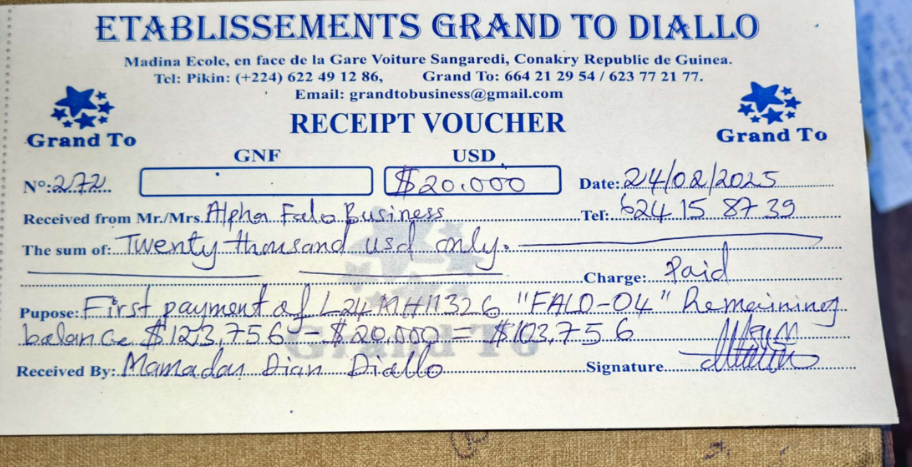 ETABLISSEMENTS GRAND TO DIALLO
Madina Ecole, en face de la Gare Voiture Sangaredi, Conakry Republic de Guinea.
Tel: Pikin: (+224) 622 49 12 86, Grand To: 664 21 29 54 / 623 77 21 77.
Email: grandtobusiness@gmail.com
Grand To
RECEIPT VOUCHER
Grand To
GNF USD
N°: 272 $20.000 Date: 24/02/2025
Received from Mr./Mrs. Alpha Falo Business Tel: 624 15 87 39
The sum of: Twenty thousand usd only.
Charge: Paid
Pupose: First payment of L24MH11326 "FALO-04" Remaining
balance $123,756 - $20,000 = $103,756
Grand To
Received By: Mamadou Dian Diallo Signature